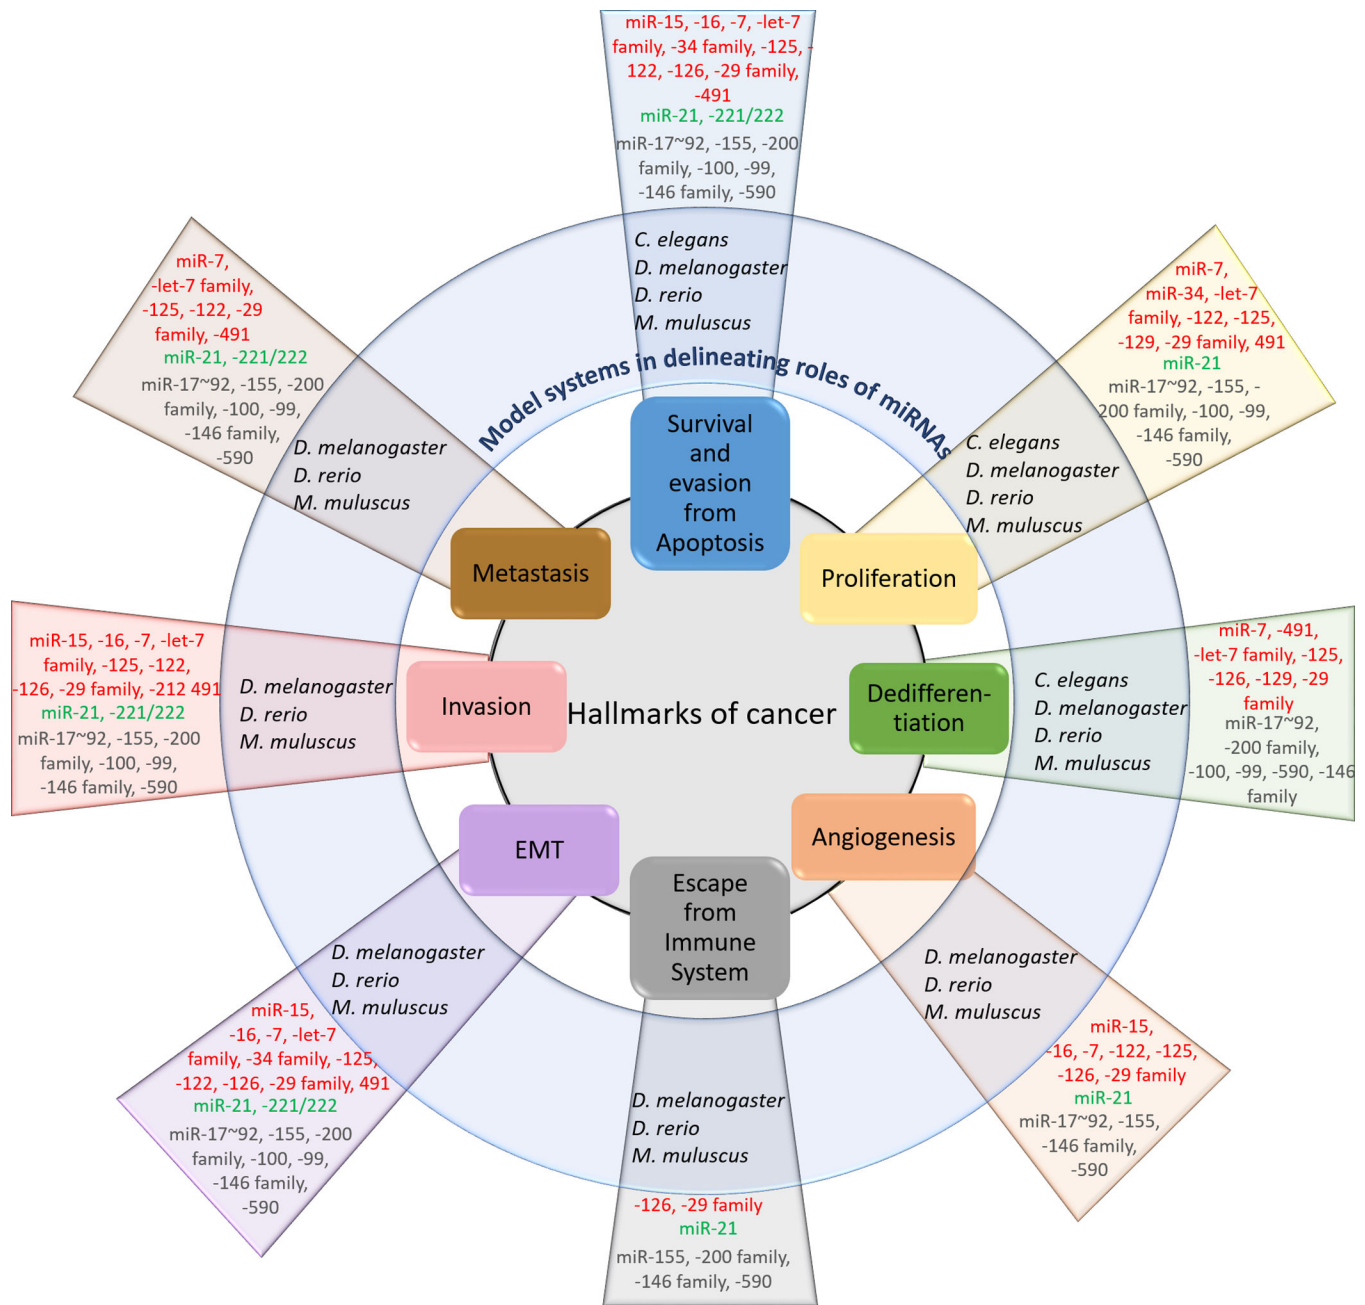 miR-15, -16, -7, -let-7
family, -34 family, -125, -
122, -126, -29 family,
-491
miR-21, -221/222
miR-17~92, -155, -200
family, -100, -99,
-146 family, -590
C. elegans
D. melanogaster
D. rerio
M. muluscus
Model systems in delineating roles of miRNAs
Survival
and
evasion
from
Apoptosis
miR-7,
miR-34, -let-7
family, -122, -125,
-129, -29 family, 491
miR-21
miR-17~92, -155, -
200 family, -100, -99,
-146 family,
-590
C. elegans
D. melanogaster
D. rerio
M. muluscus
Proliferation
miR-7, -491,
-let-7 family, -125,
-126, -129, -29
family
miR-17~92,
-200 family,
-100, -99, -590, -146
family
C. elegans
D. melanogaster
D. rerio
M. muluscus
Dedifferen-
tiation
Angiogenesis
D. melanogaster
D. rerio
M. muluscus
miR-15,
-16, -7, -122, -125,
-126, -29 family
miR-21
miR-17~92, -155,
-146 family,
-590
Escape
from
Immune
System
D. melanogaster
D. rerio
M. muluscus
-126, -29 family
miR-21
miR-155, -200 family,
-146 family, -590
EMT
D. melanogaster
D. rerio
M. muluscus
miR-15,
-16, -7, -let-7
family, -34 family, -125,
-122, -126, -29 family, 491
miR-21, -221/222
miR-17~92, -155, -200
family, -100, -99,
-146 family,
-590
Invasion
D. melanogaster
D. rerio
M. muluscus
miR-15, -16, -7, -let-7
family, -125, -122,
-126, -29 family, -212 491
miR-21, -221/222
miR-17~92, -155, -200
family, -100, -99,
-146 family, -590
Metastasis
D. melanogaster
D. rerio
M. muluscus
miR-7,
-let-7 family,
-125, -122, -29
family, -491
miR-21, -221/222
miR-17~92, -155, -200
family, -100, -99,
-146 family,
-590
Hallmarks of cancer